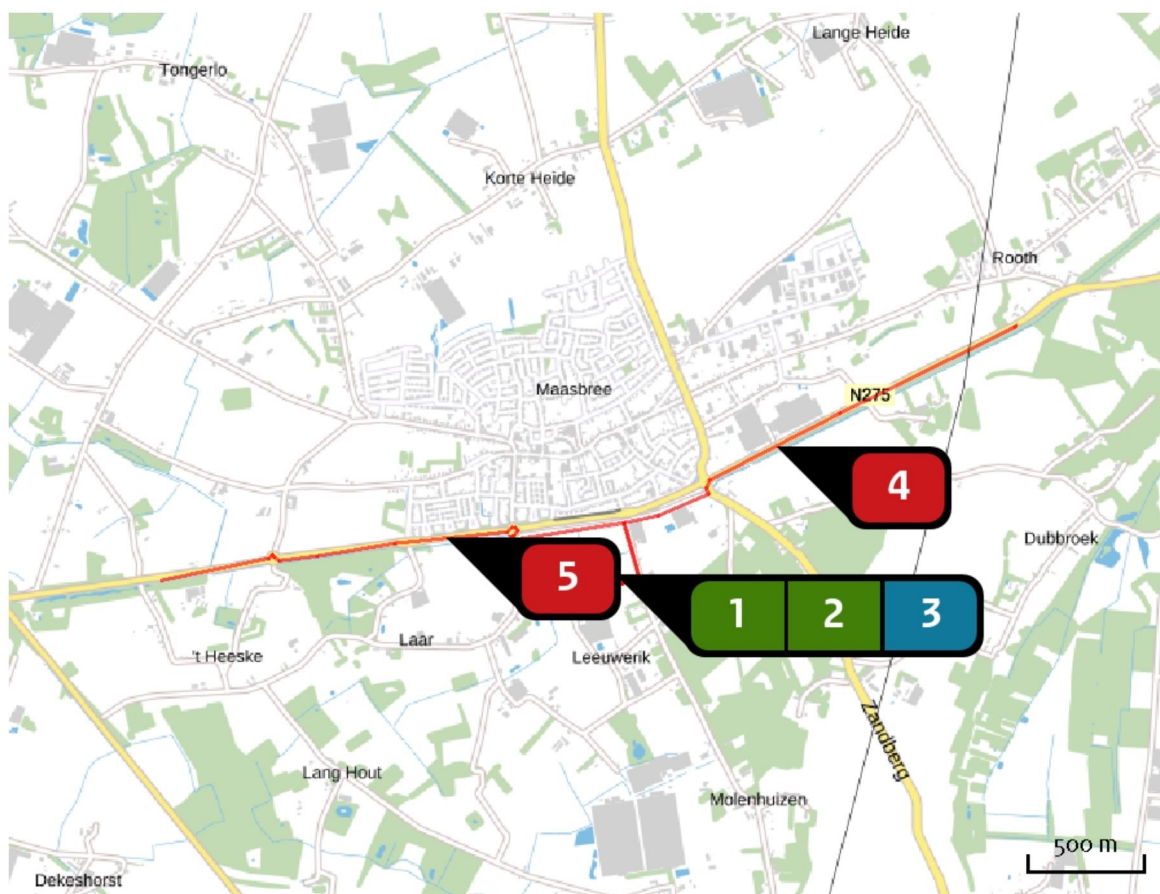 Lange Heide
Tongerlo
Korte Heide
Rooth
Maasbree
N275
4
Dubbroek
5
1 2 3
Laar
't Heeske
Leeuwerik
Zandberg
Lang Hout
Molenhuizen
500 m
Dekeshorst